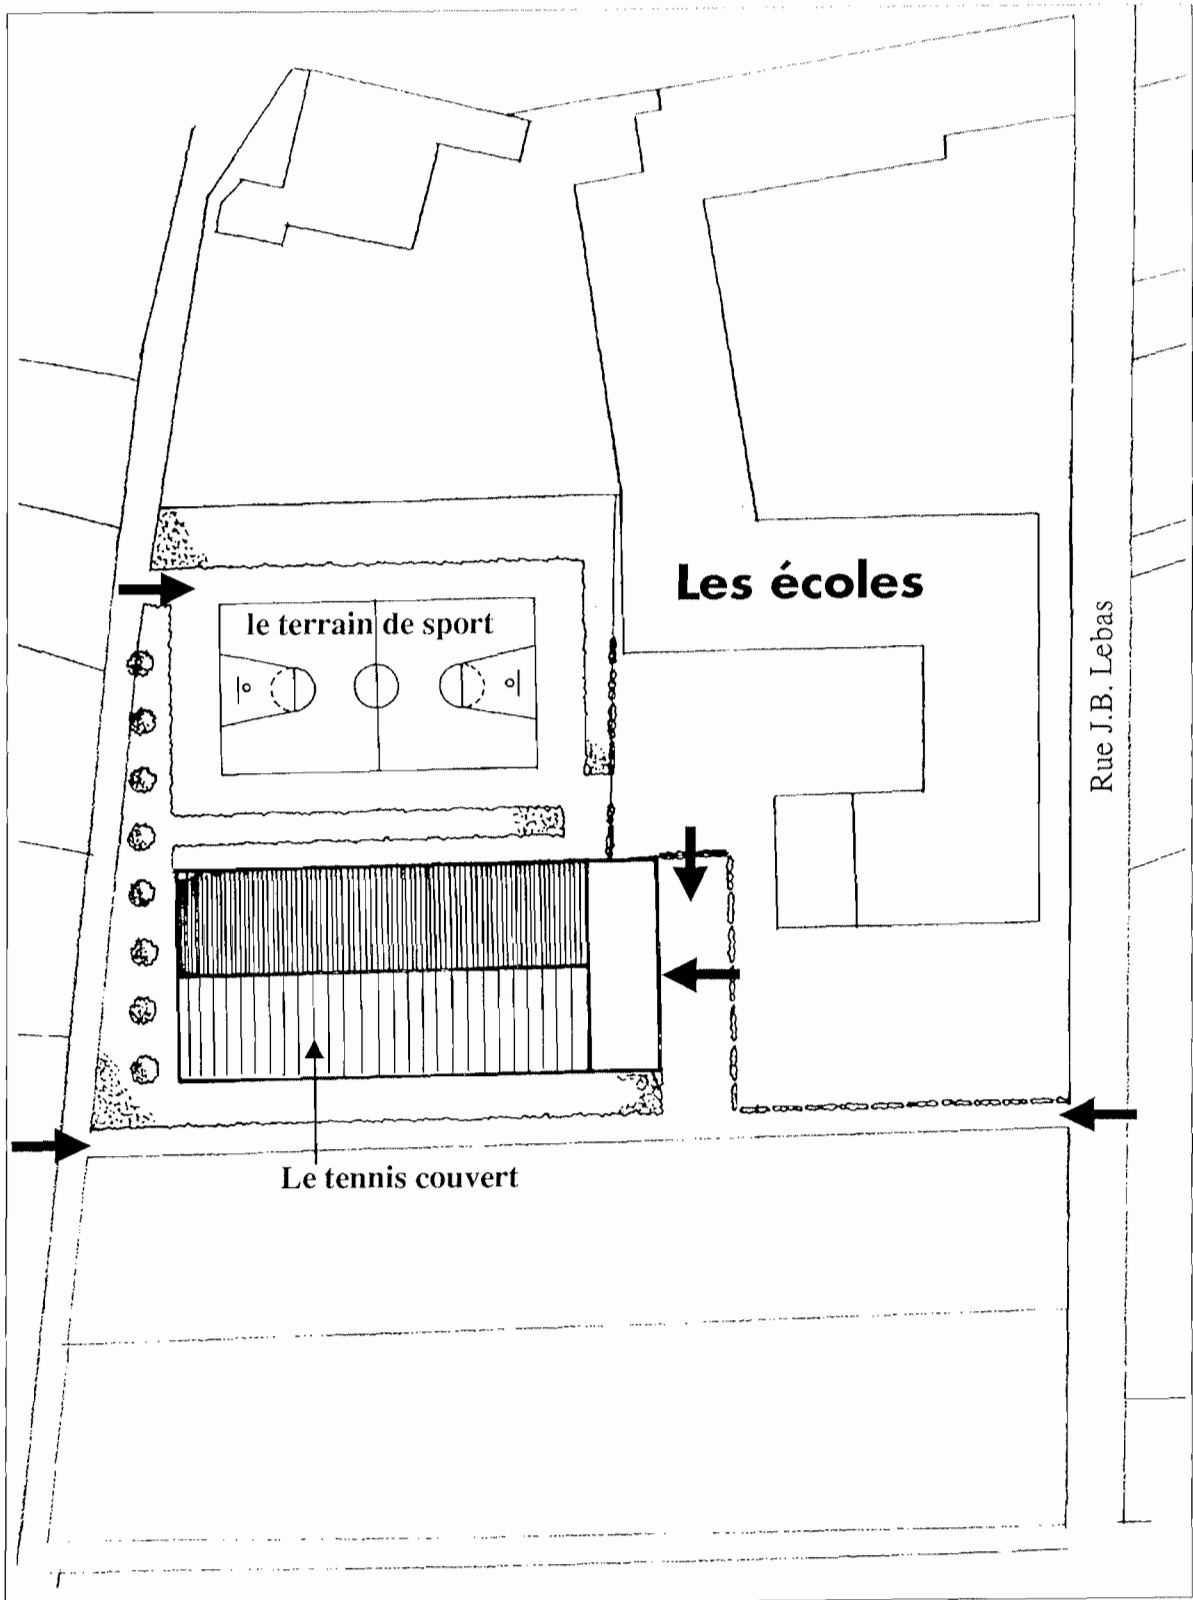 Les écoles
le terrain de sport
Rue J.B. Lebas
Le tennis couvert